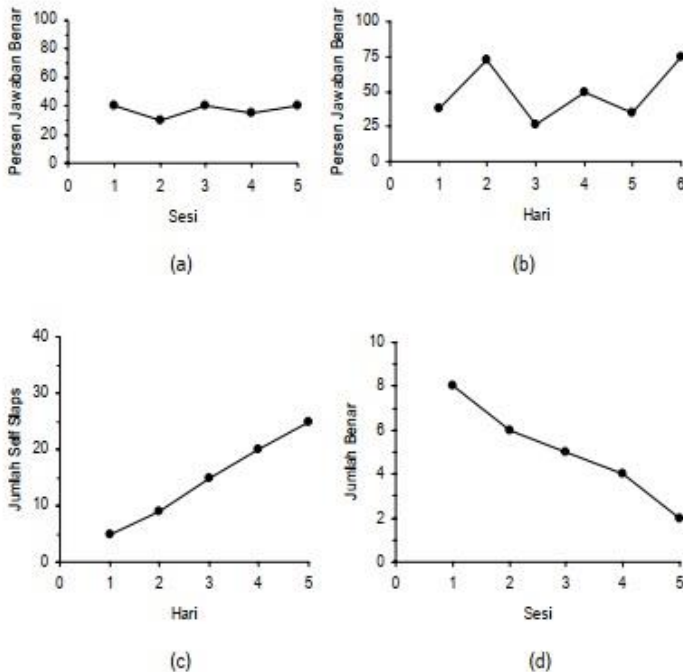 Persen Jawaban Benar
100
80
60
40
20
0
0 1 2 3 4 5
Sesi
(a)
Persen Jawaban Benar
100
75
50
25
0
0 1 2 3 4 5 6
Hari
(b)
Jumlah Self Slaps
40
30
20
10
0
0 1 2 3 4 5
Hari
(c)
Jumlah Benar
10
8
6
4
2
0
0 1 2 3 4 5
Sesi
(d)